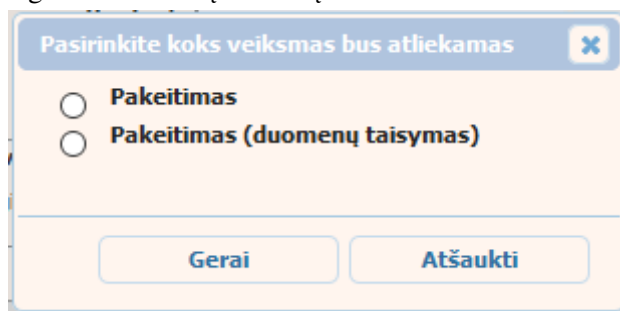 Pasirinkite koks veiksmas bus atliekamas
Pakeitimas
Pakeitimas (duomenų taisymas)
Gerai
Atšaukti